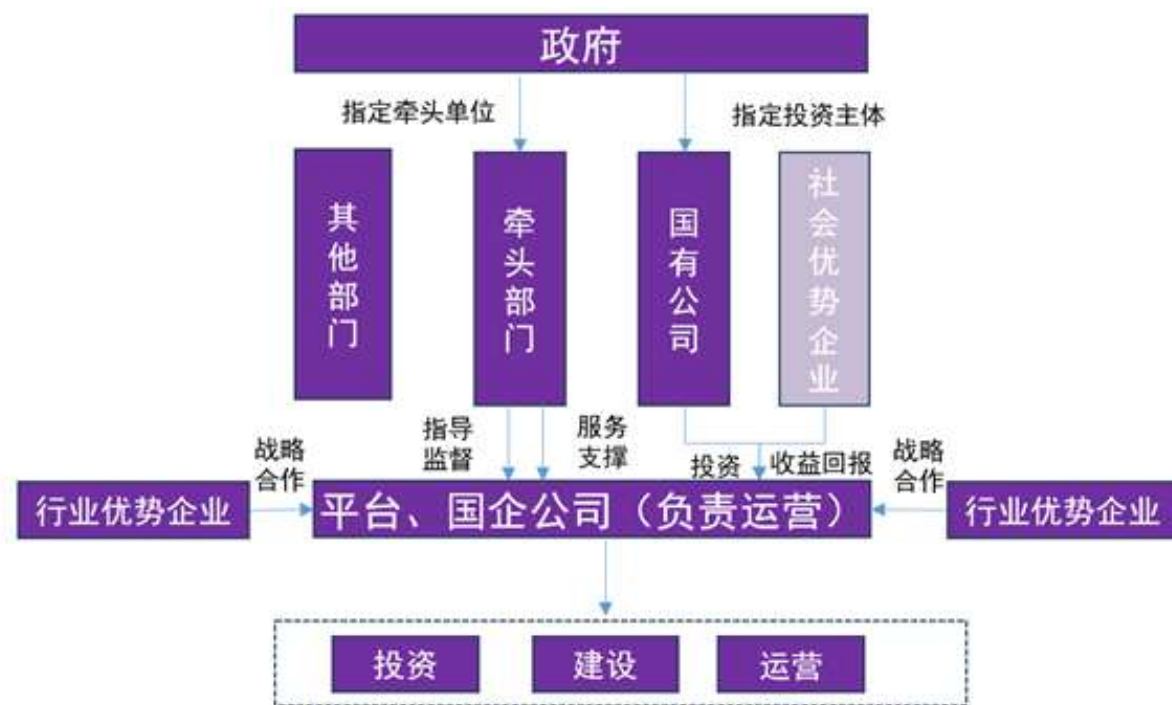 政府
指定牵头单位
指定投资主体
其他部门
牵头部门
国有公司
社会优势企业
指导
监督
服务
支撑
投资
收益回报
战略
合作
战略
合作
行业优势企业
平台、国企公司（负责运营）
行业优势企业
投资
建设
运营